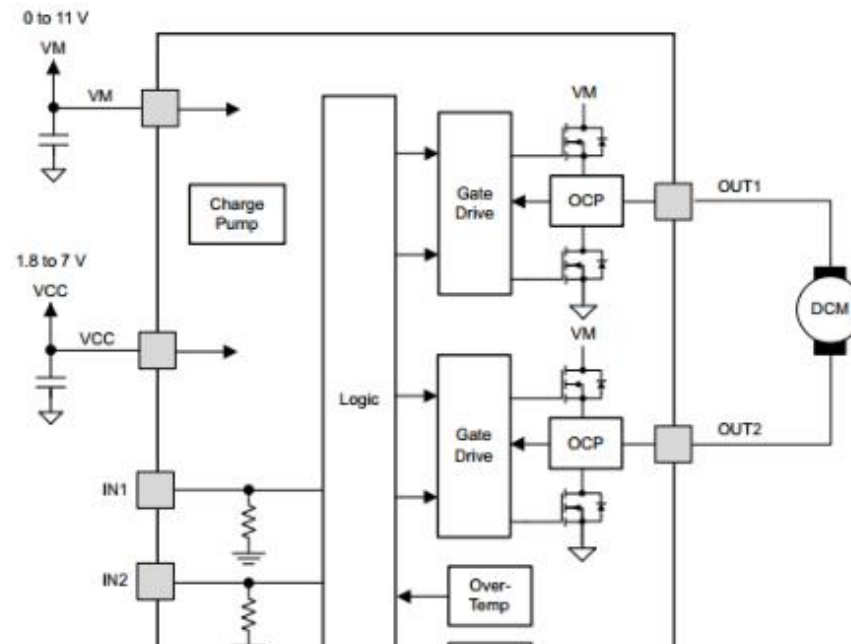 0 to 11 V
VM
VM
VM
Charge
Pump
Gate
Drive
OCP
OUT1
1.8 to 7 V
VCC
VCC
DCM
VM
Logic
Gate
Drive
OCP
OUT2
IN1
IN2
Over-
Temp